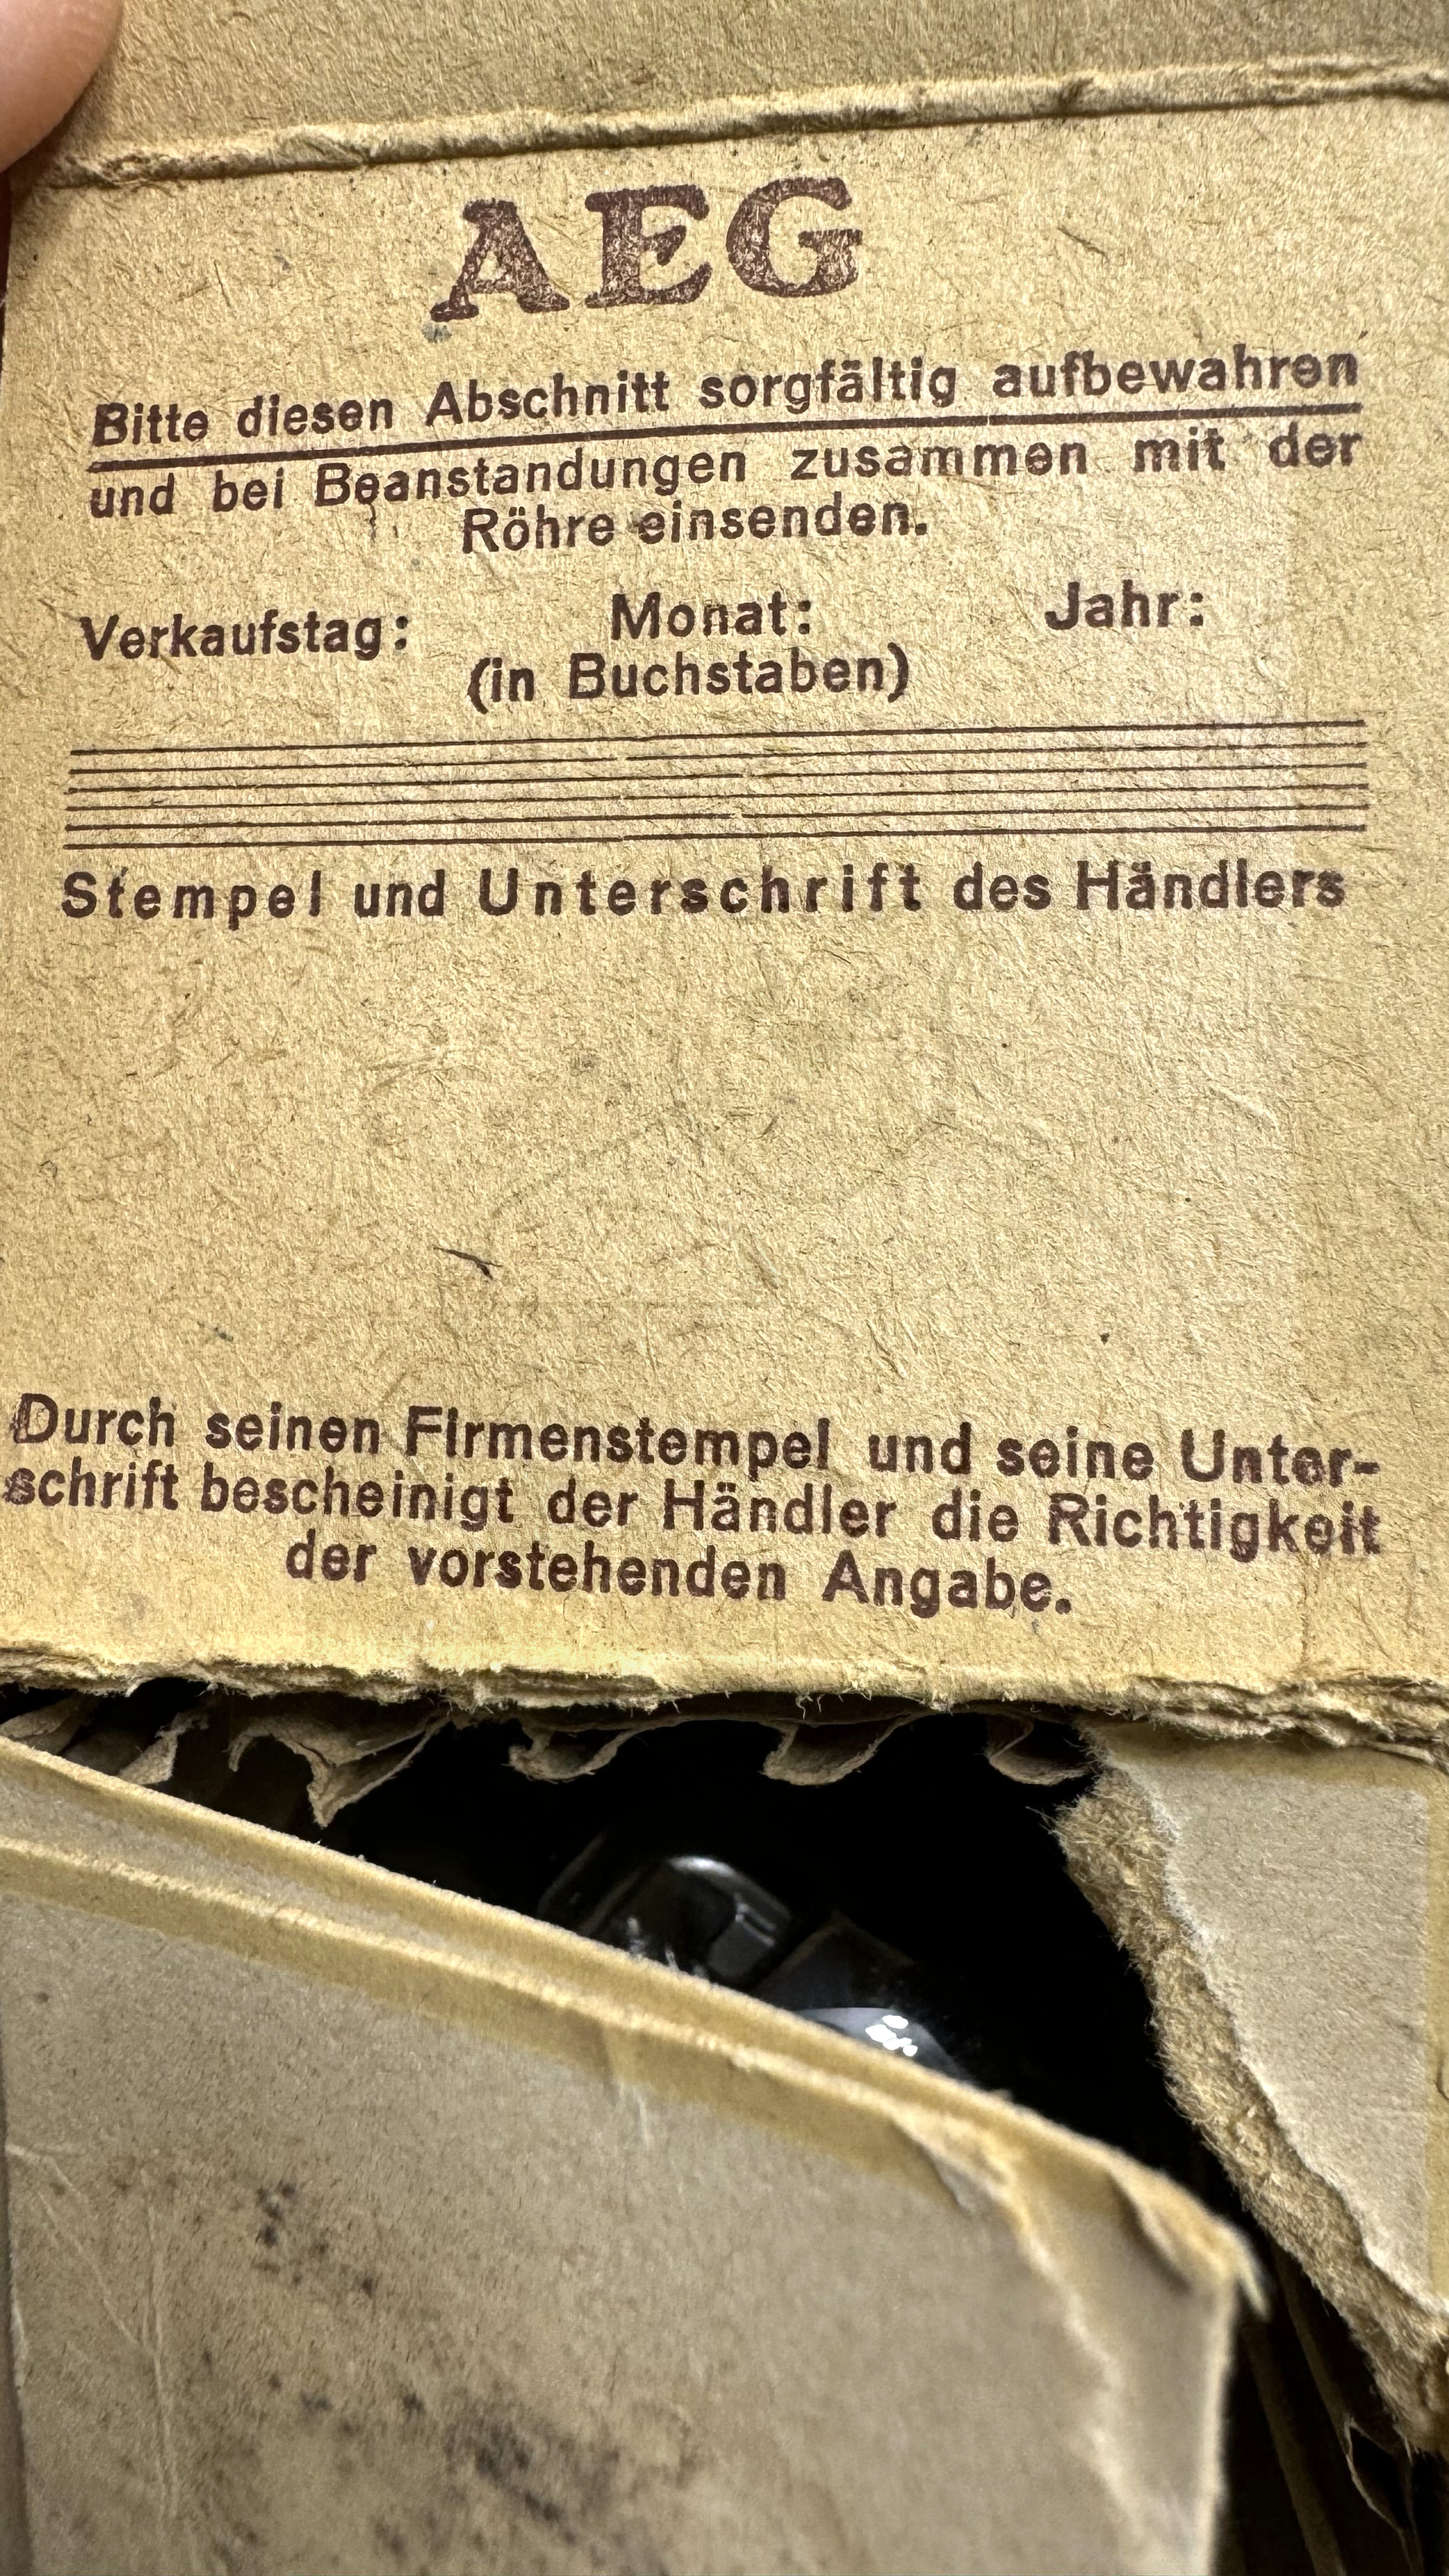 AEG
Bitte diesen Abschnitt sorgfältig aufbewahren
und bei Beanstandungen zusammen mit der
Röhre einsenden.
Verkaufstag: Monat: Jahr:
(in Buchstaben)
Stempel und Unterschrift des Händlers
Durch seinen Firmenstempel und seine Unter-
schrift bescheinigt der Händler die Richtigkeit
der vorstehenden Angabe.